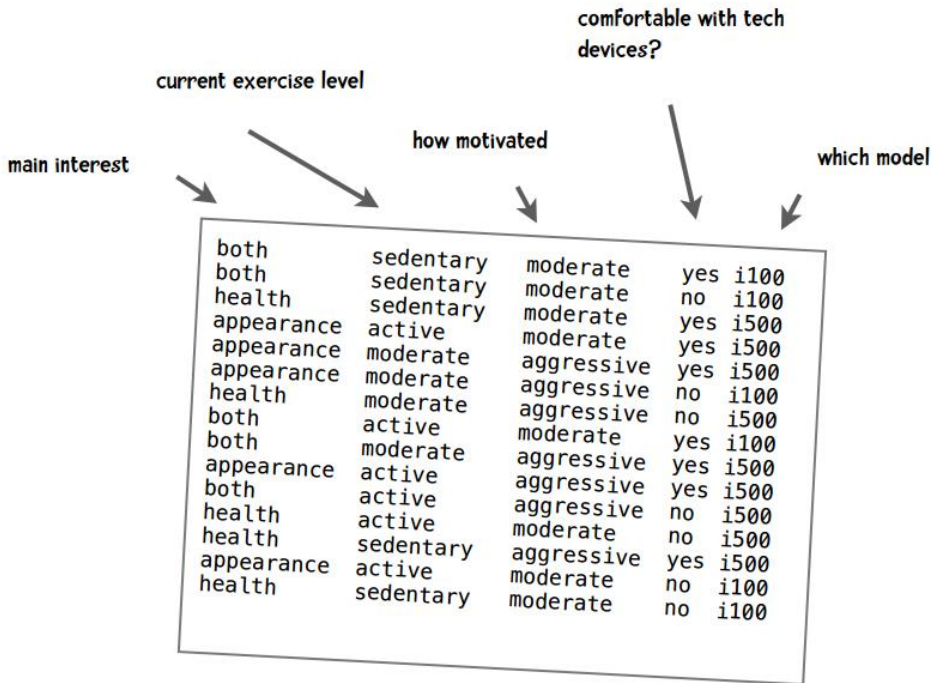 comfortable with tech
devices?
current exercise level
how motivated
main interest
which model
both sedentary moderate yes i100
both sedentary moderate no i100
health sedentary moderate yes i500
appearance active moderate yes i500
appearance moderate aggressive yes i500
appearance moderate aggressive no i100
health moderate aggressive no i500
both active moderate yes i100
both moderate aggressive yes i500
appearance active aggressive yes i500
both active aggressive no i500
health active moderate no i500
health sedentary aggressive yes i500
appearance active moderate no i100
health sedentary moderate no i100